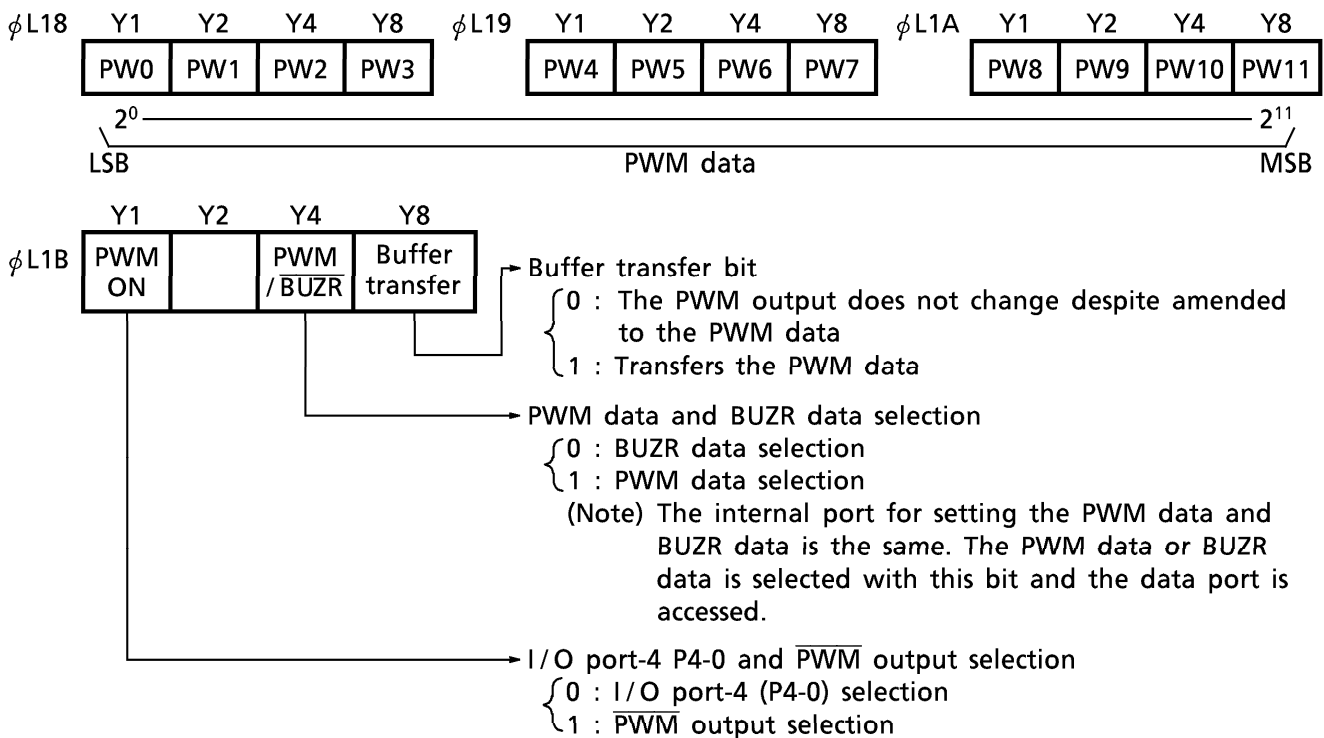 ϕL18 Y1 Y2 Y4 Y8 ϕL19 Y1 Y2 Y4 Y8 ϕL1A Y1 Y2 Y4 Y8
PW0 PW1 PW2 PW3 PW4 PW5 PW6 PW7 PW8 PW9 PW10 PW11
2⁰ 2¹¹
LSB PWM data MSB
Y1 Y2 Y4 Y8
ϕL1B PWM ON PWM / B̅U̅Z̅R̅ Buffer transfer
Buffer transfer bit
0 : The PWM output does not change despite amended
to the PWM data
1 : Transfers the PWM data
PWM data and BUZR data selection
0 : BUZR data selection
1 : PWM data selection
(Note) The internal port for setting the PWM data and
BUZR data is the same. The PWM data or BUZR
data is selected with this bit and the data port is
accessed.
I/O port-4 P4-0 and P̅W̅M̅ output selection
0 : I/O port-4 (P4-0) selection
1 : P̅W̅M̅ output selection